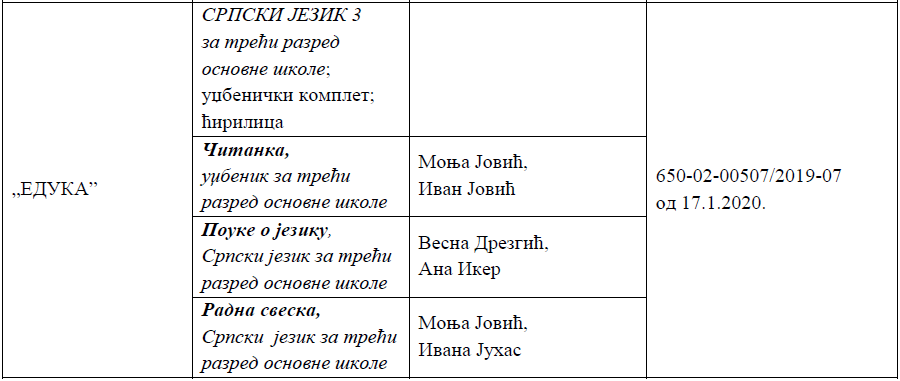 „ЕДУКА”
СРПСКИ ЈЕЗИК 3
за трећи разред
основне школе;
уџбенички комплет;
ћирилица
Читанка,
уџбеник за трећи
разред основне школе
Моња Јовић,
Иван Јовић
Поуке о језику,
Српски језик за трећи
разред основне школе
Весна Дрезгић,
Ана Икер
Радна свеска,
Српски  језик за трећи
разред основне школе
Моња Јовић,
Ивана Јухас
650-02-00507/2019-07
од 17.1.2020.